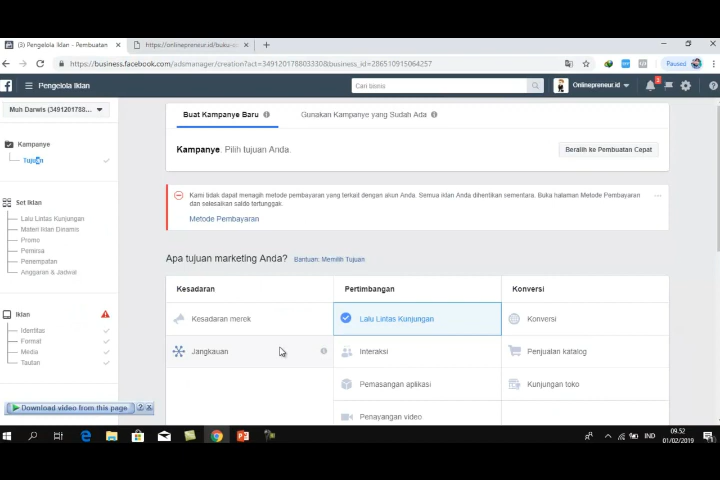 (3) Pengelola Iklan - Pembuatan
https://onlinepreneur.id/buku-o
https://business.facebook.com/adsmanager/creation?act=349120178803330&business_id=286510915064257
Paused
Pengelola Iklan
Cari bisnis
Onlinepreneur.id
Muh Darwis (3491201788...
Buat Kampanye Baru
Gunakan Kampanye yang Sudah Ada
Kampanye
Tujuan
Kampanye. Pilih tujuan Anda.
Beralih ke Pembuatan Cepat
Set Iklan
Lalu Lintas Kunjungan
Materi Iklan Dinamis
Promo
Pemirsa
Penempatan
Anggaran & Jadwal
Kami tidak dapat menagih metode pembayaran yang terkait dengan akun Anda. Semua iklan Anda dihentikan sementara. Buka halaman Metode Pembayaran
dan selesaikan saldo tertunggak.
Metode Pembayaran
Apa tujuan marketing Anda?
Bantuan: Memilih Tujuan
Kesadaran
Pertimbangan
Konversi
Kesadaran merek
Lalu Lintas Kunjungan
Konversi
Jangkauan
Interaksi
Penjualan katalog
Pemasangan aplikasi
Kunjungan toko
Penayangan video
Iklan
Identitas
Format
Media
Tautan
Download video from this page
IND
09.52
01/02/2019